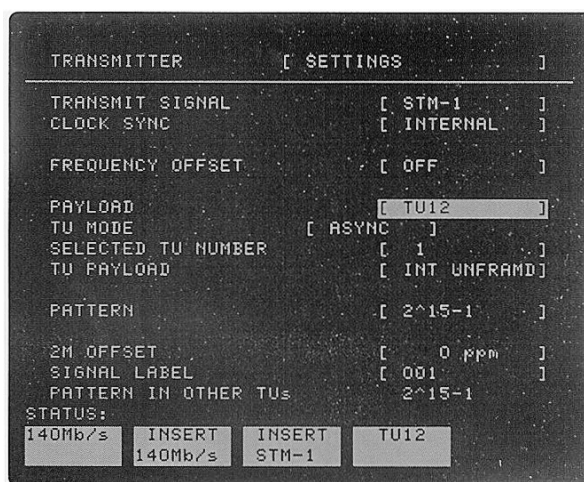 TRANSMITTER [ SETTINGS ]
TRANSMIT SIGNAL [ STM-1 ]
CLOCK SYNC [ INTERNAL ]
FREQUENCY OFFSET [ OFF ]
PAYLOAD [ TU12 ]
TU MODE [ ASYNC ]
SELECTED TU NUMBER [ 1 ]
TU PAYLOAD [ INT UNFRAMD]
PATTERN [ 2^15-1 ]
2M OFFSET [ 0 ppm ]
SIGNAL LABEL [ 001 ]
PATTERN IN OTHER TUs 2^15-1
STATUS:
140Mb/s INSERT INSERT TU12
140Mb/s STM-1